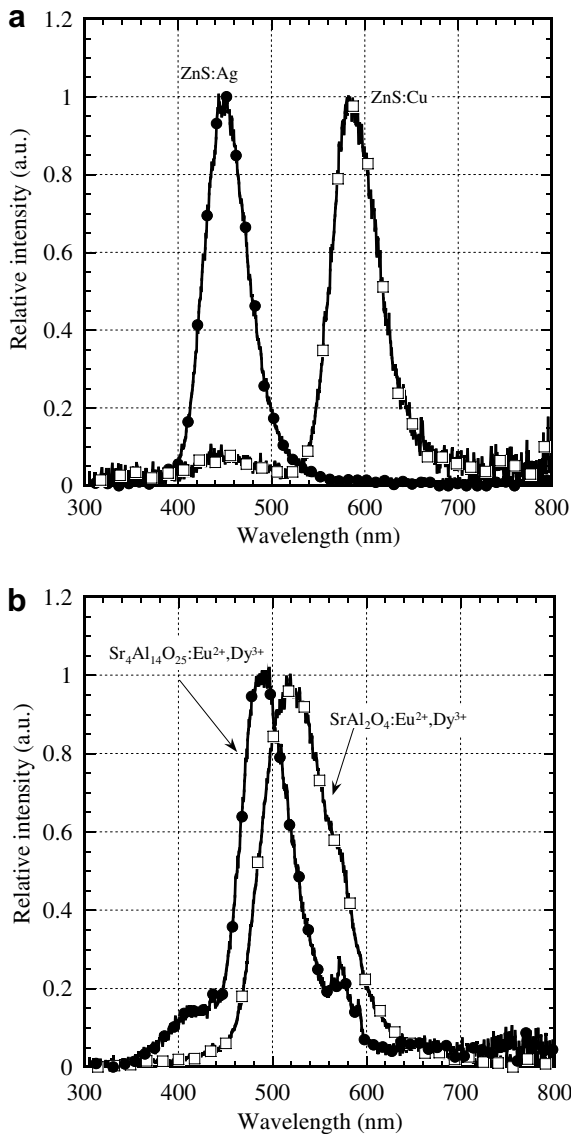 a
1.2
ZnS:Ag
ZnS:Cu
1
0.8
0.6
0.4
0.2
0
Relative intensity (a.u.)
300 400 500 600 700 800
Wavelength (nm)
b
1.2
Sr₄Al₁₄O₂₅:Eu²⁺,Dy³⁺
1
SrAl₂O₄:Eu²⁺,Dy³⁺
0.8
0.6
0.4
0.2
0
Relative intensity (a.u.)
300 400 500 600 700 800
Wavelength (nm)